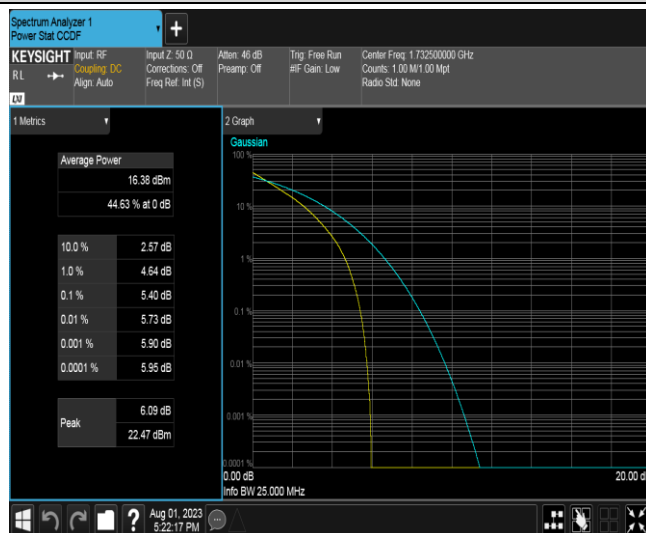 Spectrum Analyzer 1
Power Stat CCDF
KEYSIGHT
RL
LXI
Input: RF
Coupling: DC
Align: Auto
Input Z: 50 Ω
Corrections: Off
Freq Ref: Int (S)
Atten: 46 dB
Preamp: Off
Trig: Free Run
#IF Gain: Low
Center Freq: 1.732500000 GHz
Counts: 1.00 M/1.00 Mpt
Radio Std: None
1 Metrics
Average Power
16.38 dBm
44.63 % at 0 dB
10.0 % 2.57 dB
1.0 % 4.64 dB
0.1 % 5.40 dB
0.01 % 5.73 dB
0.001 % 5.90 dB
0.0001 % 5.95 dB
Peak
6.09 dB
22.47 dBm
2 Graph
Gaussian
100 %
10 %
1 %
0.1 %
0.01 %
0.001 %
0.0001 %
0.00 dB 20.00 d
Info BW 25.000 MHz
? Aug 01, 2023
5:22:17 PM